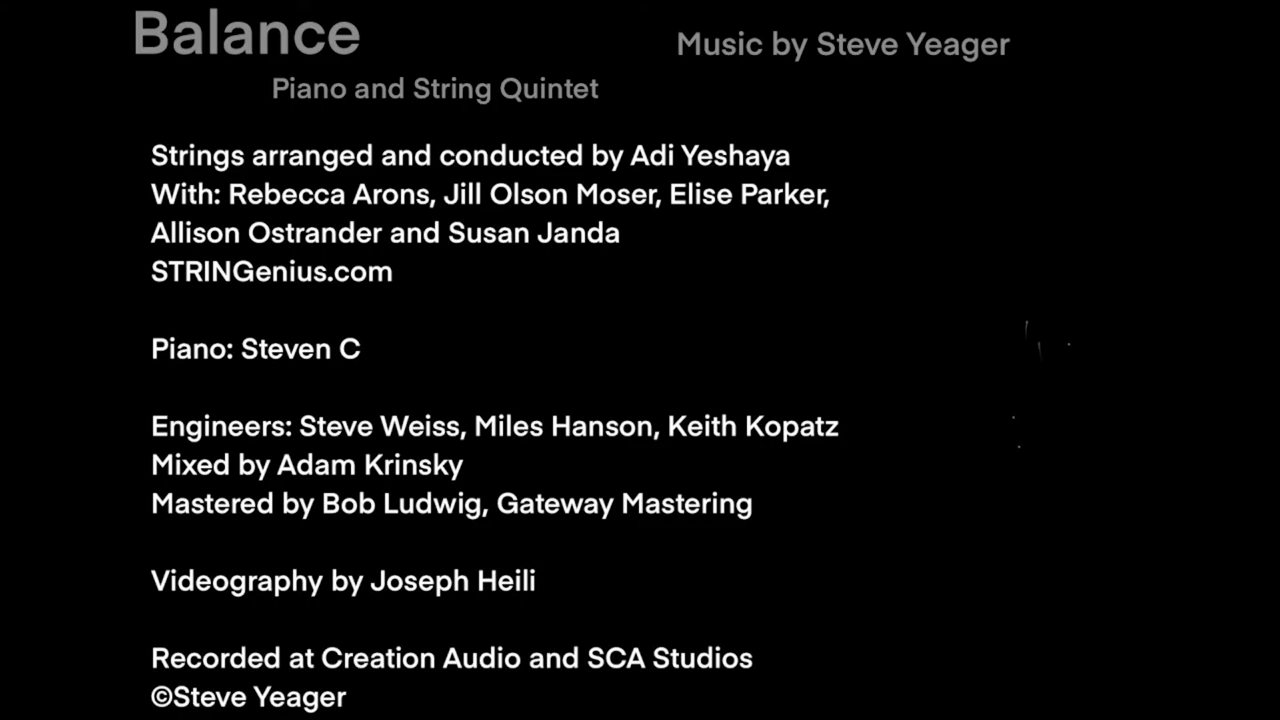 Balance
Music by Steve Yeager
Piano and String Quintet
Strings arranged and conducted by Adi Yeshaya
With: Rebecca Arons, Jill Olson Moser, Elise Parker,
Allison Ostrander and Susan Janda
STRINGenius.com
Piano: Steven C
Engineers: Steve Weiss, Miles Hanson, Keith Kopatz
Mixed by Adam Krinsky
Mastered by Bob Ludwig, Gateway Mastering
Videography by Joseph Heili
Recorded at Creation Audio and SCA Studios
©Steve Yeager